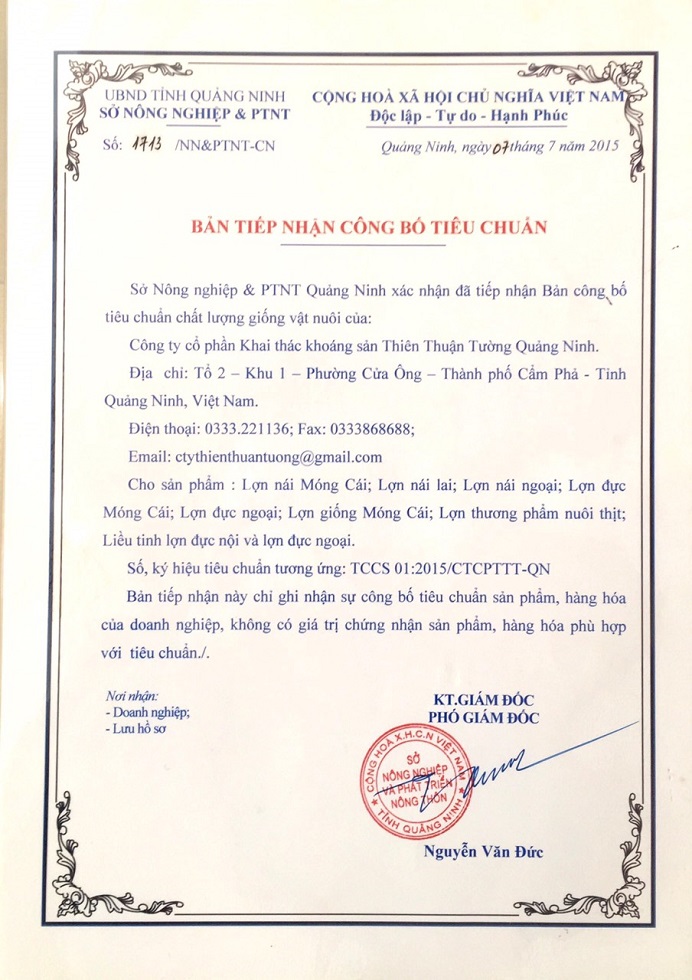 UBND TỈNH QUẢNG NINH
SỞ NÔNG NGHIỆP & PTNT
Số: 1713 /NN&PTNT-CN
CỘNG HOÀ XÃ HỘI CHỦ NGHĨA VIỆT NAM
Độc lập - Tự do - Hạnh Phúc
Quảng Ninh, ngày 07 tháng 7 năm 2015
BẢN TIẾP NHẬN CÔNG BỐ TIÊU CHUẨN
Sở Nông nghiệp & PTNT Quảng Ninh xác nhận đã tiếp nhận Bản công bố
tiêu chuẩn chất lượng giống vật nuôi của:
Công ty cổ phần Khai thác khoáng sản Thiên Thuận Tường Quảng Ninh.
Địa chỉ: Tổ 2 – Khu 1 – Phường Cửa Ông – Thành phố Cẩm Phả - Tỉnh
Quảng Ninh, Việt Nam.
Điện thoại: 0333.221136; Fax: 0333868688;
Email: ctythienthuantuong@gmail.com
Cho sản phẩm : Lợn nái Móng Cái; Lợn nái lai; Lợn nái ngoại; Lợn đực
Móng Cái; Lợn đực ngoại; Lợn giống Móng Cái; Lợn thương phẩm nuôi thịt;
Liều tinh lợn đực nội và lợn đực ngoại.
Số, ký hiệu tiêu chuẩn tương ứng: TCCS 01:2015/CTCPTTT-QN
Bản tiếp nhận này chỉ ghi nhận sự công bố tiêu chuẩn sản phẩm, hàng hóa
của doanh nghiệp, không có giá trị chứng nhận sản phẩm, hàng hóa phù hợp
với tiêu chuẩn./.
Nơi nhận:
- Doanh nghiệp;
- Lưu hồ sơ
KT.GIÁM ĐỐC
PHÓ GIÁM ĐỐC
CỘNG HOÀ X.H.C.N VIỆT NAM
SỞ
NÔNG NGHIỆP
VÀ PHÁT TRIỂN
NÔNG THÔN
TỈNH QUẢNG NINH
Nguyễn Văn Đức